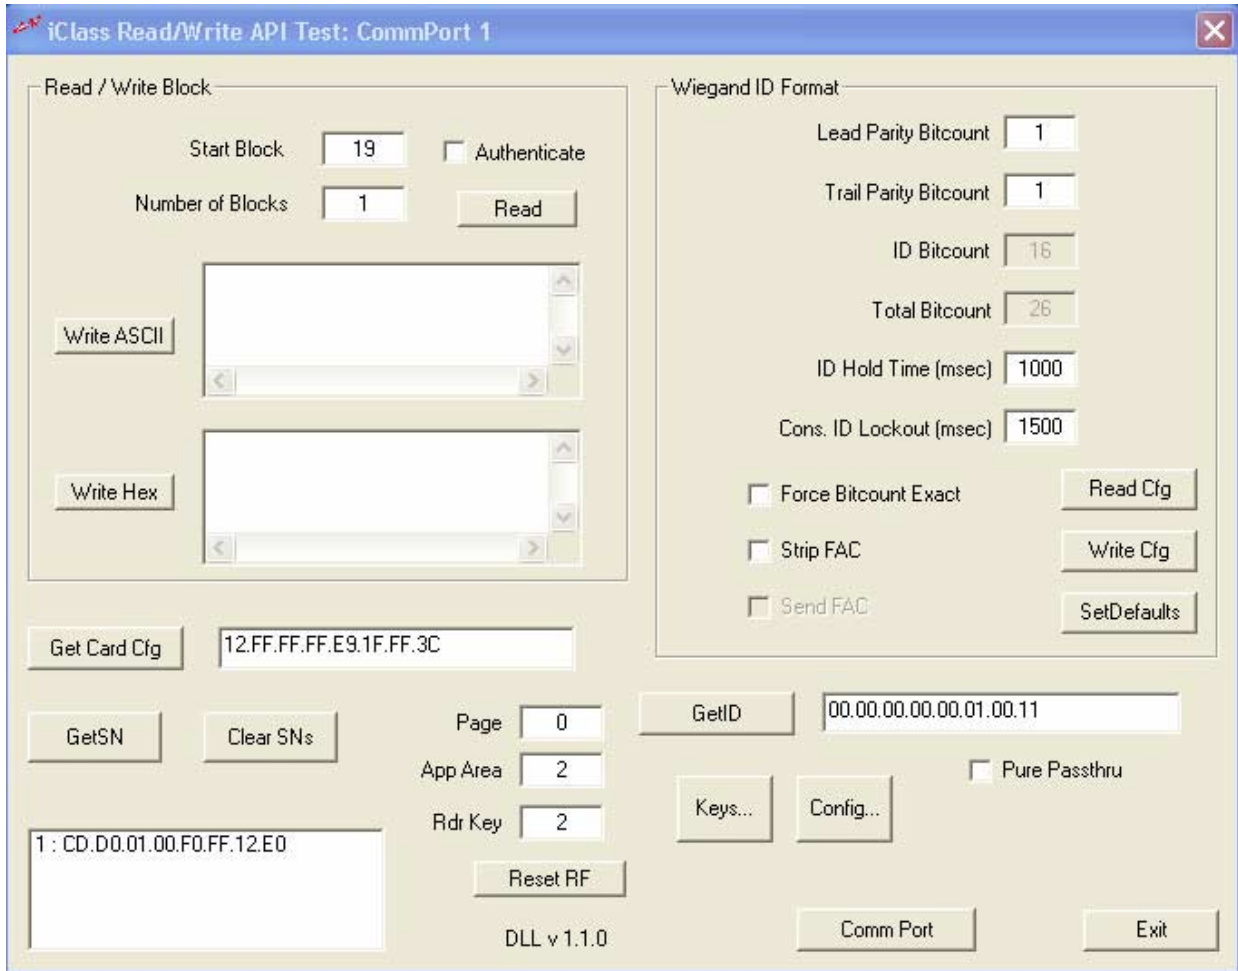 iClass Read/Write API Test: CommPort 1
Read / Write Block
Start Block 19 Authenticate
Number of Blocks 1 Read
Write ASCII
Write Hex
Wiegand ID Format
Lead Parity Bitcount 1
Trail Parity Bitcount 1
ID Bitcount 16
Total Bitcount 26
ID Hold Time (msec) 1000
Cons. ID Lockout (msec) 1500
Force Bitcount Exact Read Cfg
Strip FAC Write Cfg
Send FAC SetDefaults
Get Card Cfg 12.FF.FF.FF.E9.1F.FF.3C
GetSN Clear SNs
Page 0
App Area 2
Rdr Key 2
Reset RF
DLL v 1.1.0
1 : CD.D0.01.00.F0.FF.12.E0
GetID 00.00.00.00.00.01.00.11
Pure Passthru
Keys... Config...
Comm Port Exit